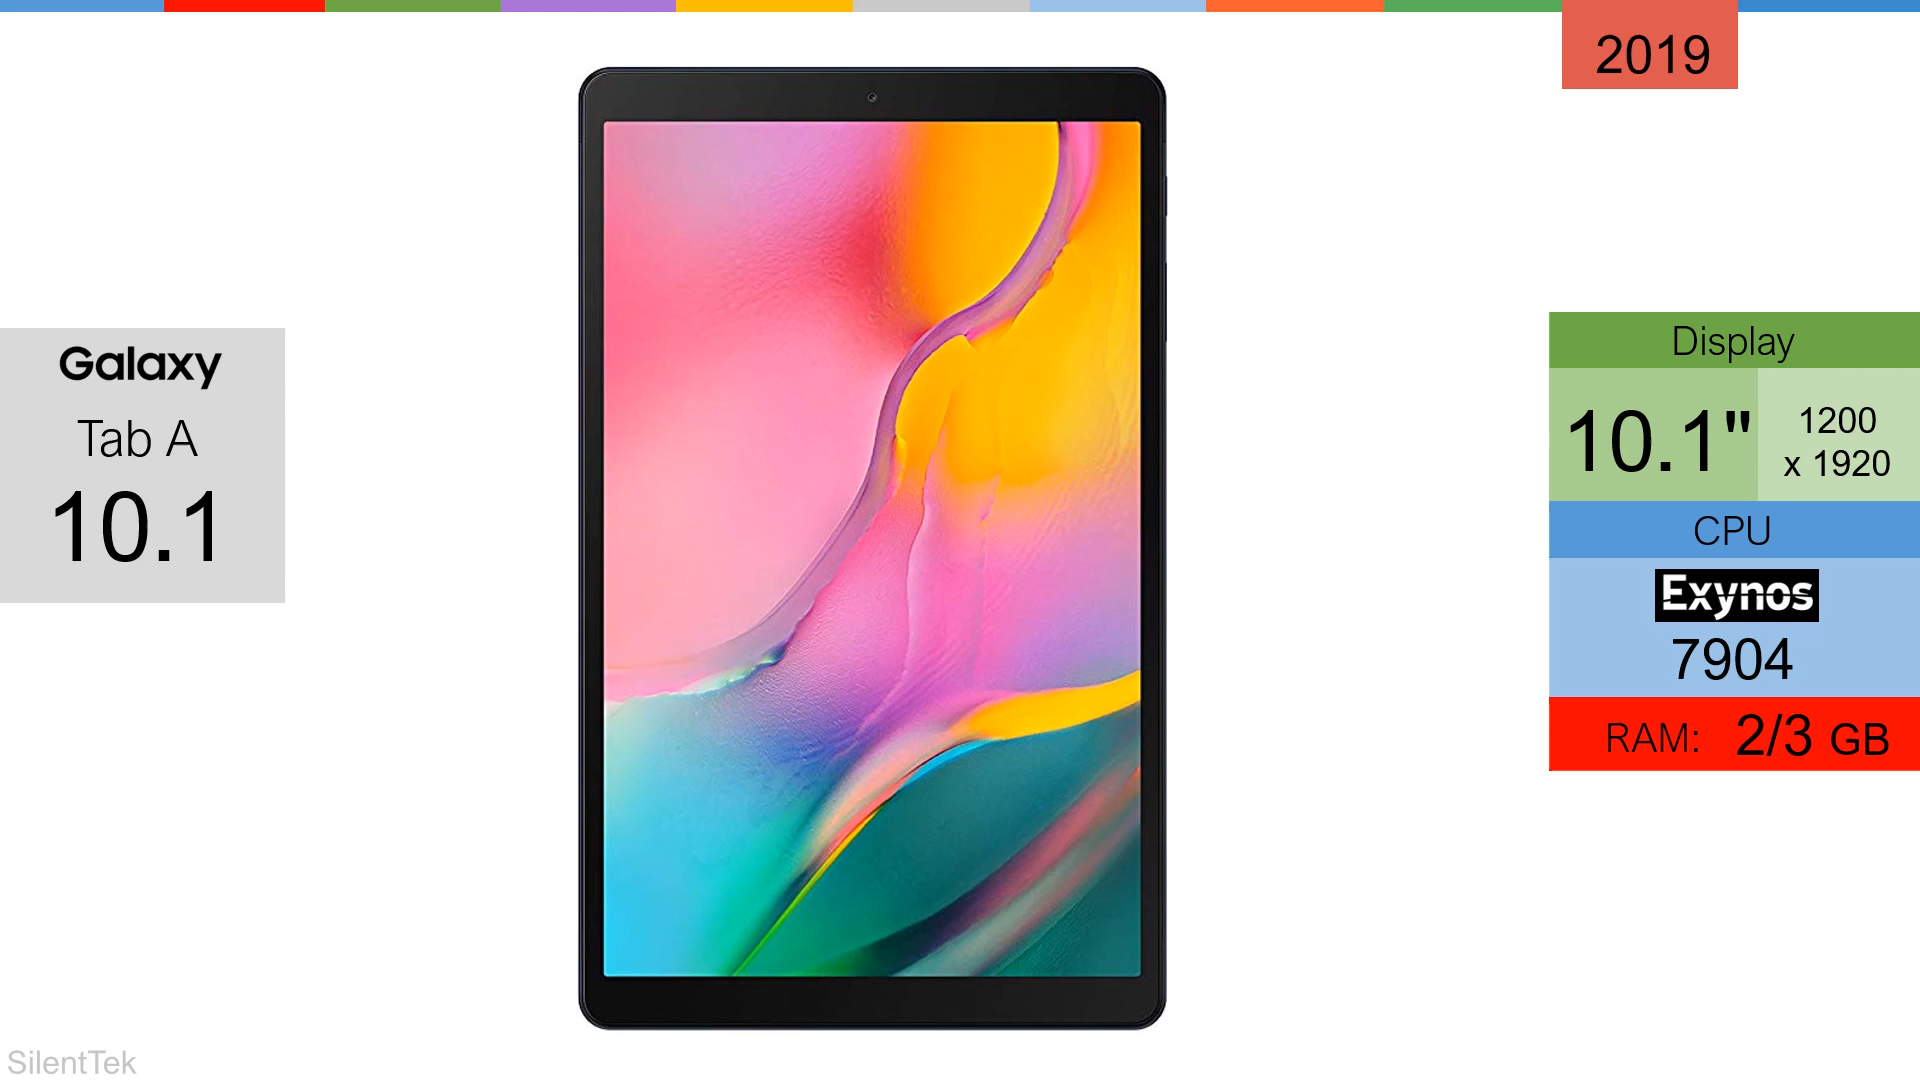 2019
Galaxy
Tab A
10.1
Display
10.1"
1200
x 1920
CPU
Exynos
7904
RAM: 2/3 GB
SilentTek